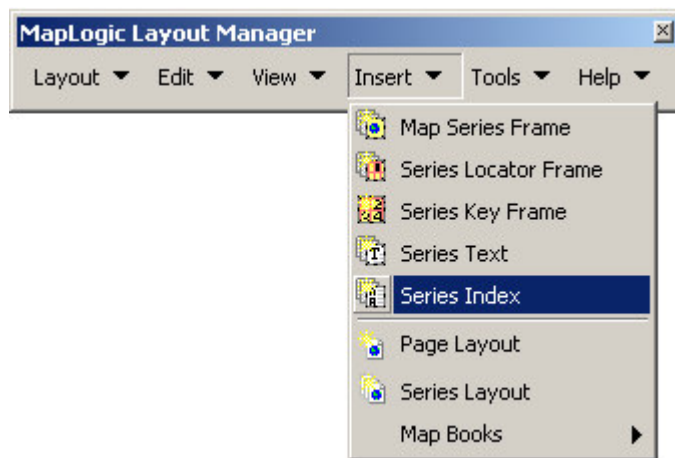 MapLogic Layout Manager
Layout Edit View Insert Tools Help
Map Series Frame
Series Locator Frame
Series Key Frame
Series Text
Series Index
Page Layout
Series Layout
Map Books